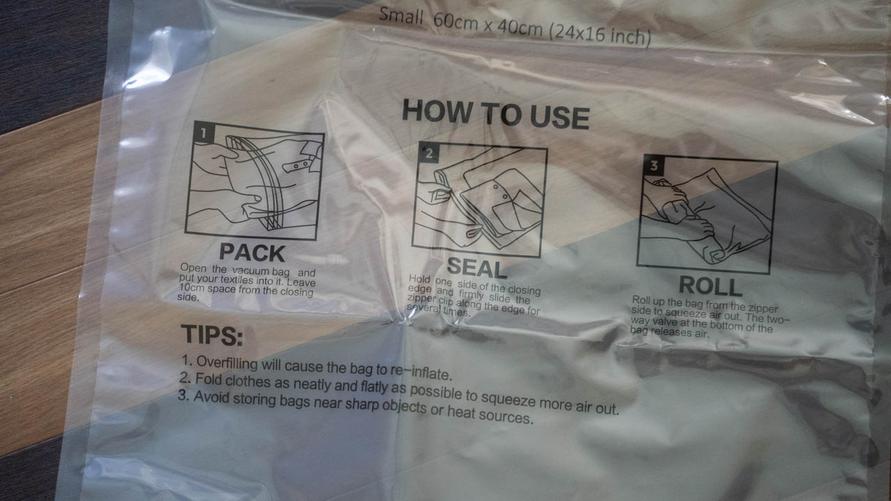 Small 60cm x 40cm (24x16 inch)
HOW TO USE
1
PACK
Open the vacuum bag and
put your textiles into it. Leave
10cm space from the closing
side.
2
SEAL
Hold one side of the closing
edge and firmly slide the
zipper clip along the edge for
several times.
3
ROLL
Roll up the bag from the zipper
side to squeeze air out. The two-
way valve at the bottom of the
bag releases air.
TIPS:
1. Overfilling will cause the bag to re-inflate.
2. Fold clothes as neatly and flatly as possible to squeeze more air out.
3. Avoid storing bags near sharp objects or heat sources.